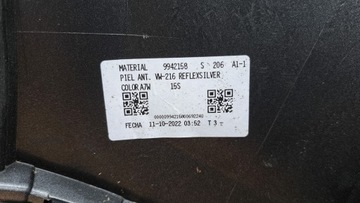 MATERIAL 9942158 S 206 A1-1
PIEL ANT. VW-216 REFLEXSILVER
COLOR A7W 15S
FECHA 11-10-2022 03:52 T 3